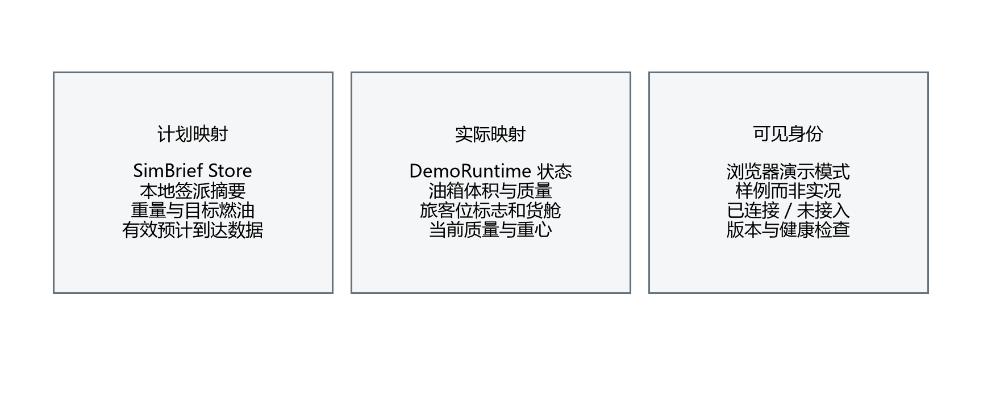 计划映射
SimBrief Store
本地签派摘要
重量与目标燃油
有效预计到达数据
实际映射
DemoRuntime 状态
油箱体积与质量
旅客位标志和货舱
当前质量与重心
可见身份
浏览器演示模式
样例而非实况
已连接 / 未接入
版本与健康检查